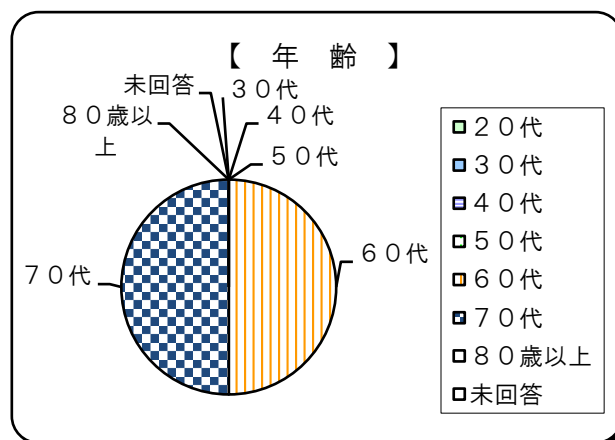 【　年　齢　】
未回答
３０代
８０歳以
上
４０代
５０代
６０代
７０代
２０代
３０代
４０代
５０代
６０代
７０代
８０歳以上
未回答